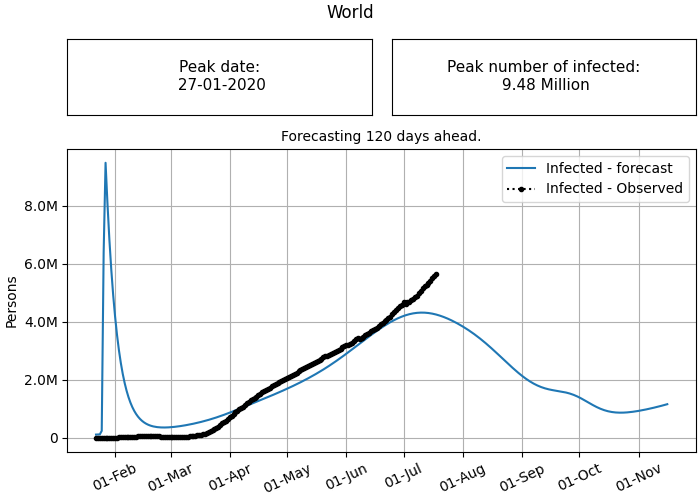 World
Peak date:
27-01-2020
Peak number of infected:
9.48 Million
Forecasting 120 days ahead.
Infected - forecast
Infected - Observed
8.0M
6.0M
4.0M
2.0M
0
Persons
01-Feb
01-Mar
01-Apr
01-May
01-Jun
01-Jul
01-Aug
01-Sep
01-Oct
01-Nov